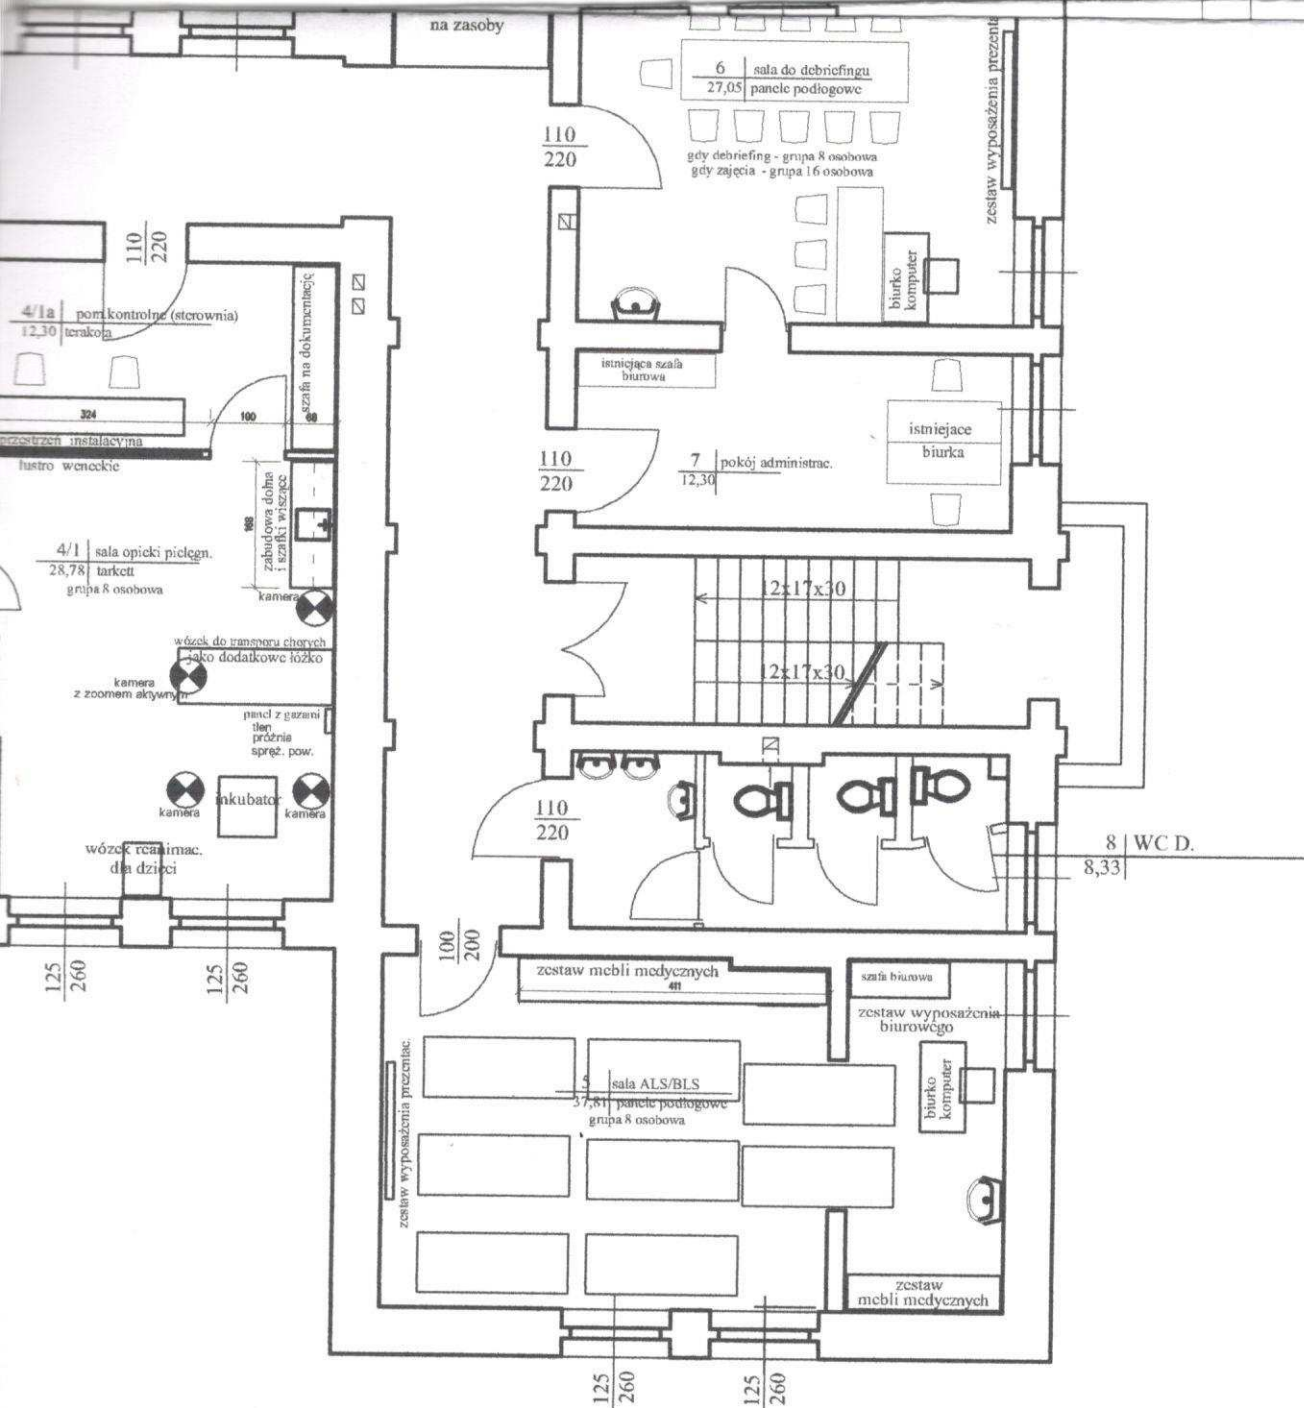 na zasoby
6 sala do debriefingu
27,05 panele podłogowe
zestaw wyposażenia prezenta
110
220
gdy debriefing - grupa 8 osobowa
gdy zajęcia - grupa 16 osobowa
110
220
biurko
komputer
4/1a pom.kontrolne (sterownia)
12,30 terakota
szafa na dokumentację
istniejąca szafa
biurowa
324
100
68
przestrzeń instalacyjna
lustro weneckie
istniejace
biurka
110
220
7 pokój administrac.
12,30
168
zabudowa dolna
i szafki wiszące
4/1 sala opieki pielęgn.
28,78 tarkett
grupa 8 osobowa
kamera
12x17x30
wózek do transporu chorych
jako dodatkowe łóżko
12x17x30
kamera
z zoomem aktywnym
panel z gazami
tlen
próżnia
spręż. pow.
inkubator
kamera
kamera
110
220
wózek reanimac.
dla dzieci
8 WC D.
8,33
125
260
125
260
100
200
zestaw mebli medycznych
411
szafa biurowa
zestaw wyposażenia
biurowego
zestaw wyposażenia prezentac.
biurko
komputer
5 sala ALS/BLS
37,81 panele podłogowe
grupa 8 osobowa
zestaw
mebli medycznych
125
260
125
260